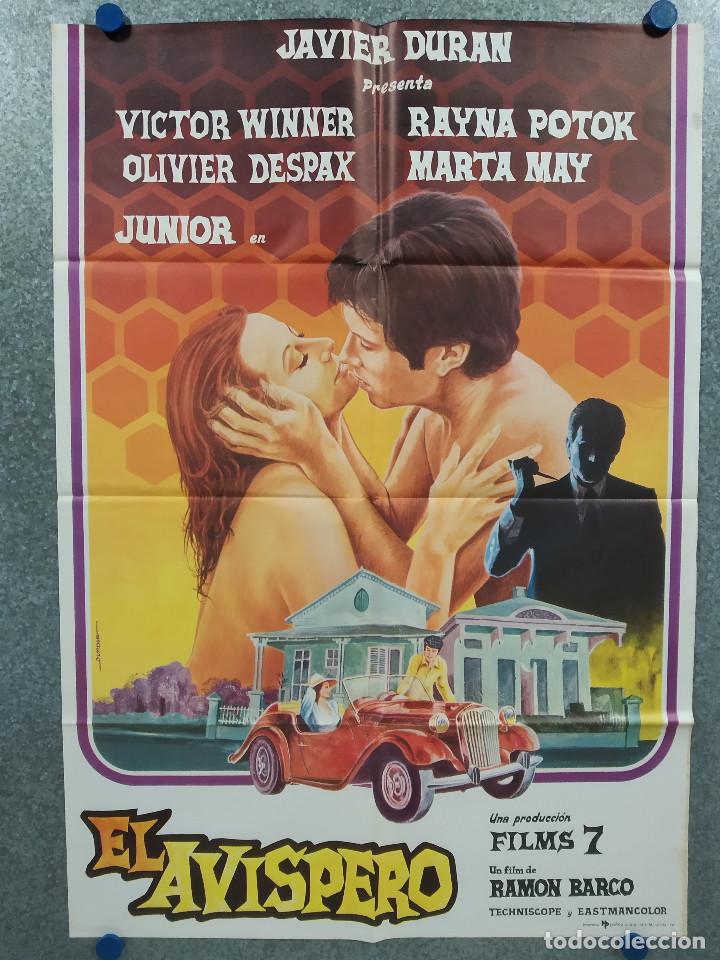 JAVIER DURAN
Presenta
VICTOR WINNER
RAYNA POTOK
OLIVIER DESPAX
MARTA MAY
JUNIOR en
EL AVISPERO
Una producción
FILMS 7
Un film de
RAMON BARCO
TECHNISCOPE y EASTMANCOLOR
todocoleccion